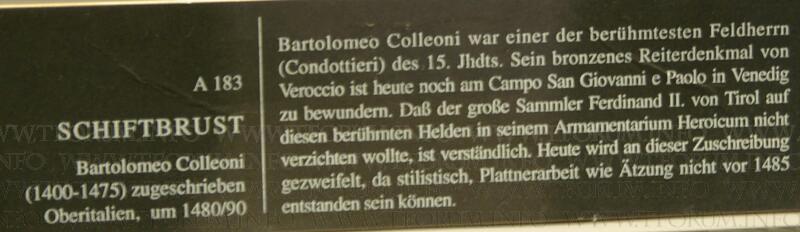 A 183
SCHIFTBRUST
Bartolomeo Colleoni
(1400-1475) zugeschrieben
Oberitalien, um 1480/90
Bartolomeo Colleoni war einer der berühmtesten Feldherrn
(Condottieri) des 15. Jhdts. Sein bronzenes Reiterdenkmal von
Veroccio ist heute noch am Campo San Giovanni e Paolo in Venedig
zu bewundern. Daß der große Sammler Ferdinand II. von Tirol auf
diesen berühmten Helden in seinem Armamentarium Heroicum nicht
verzichten wollte, ist verständlich. Heute wird an dieser Zuschreibung
gezweifelt, da stilistisch, Plattnerarbeit wie Ätzung nicht vor 1485
entstanden sein können.
WWW.TFORUM.INFO